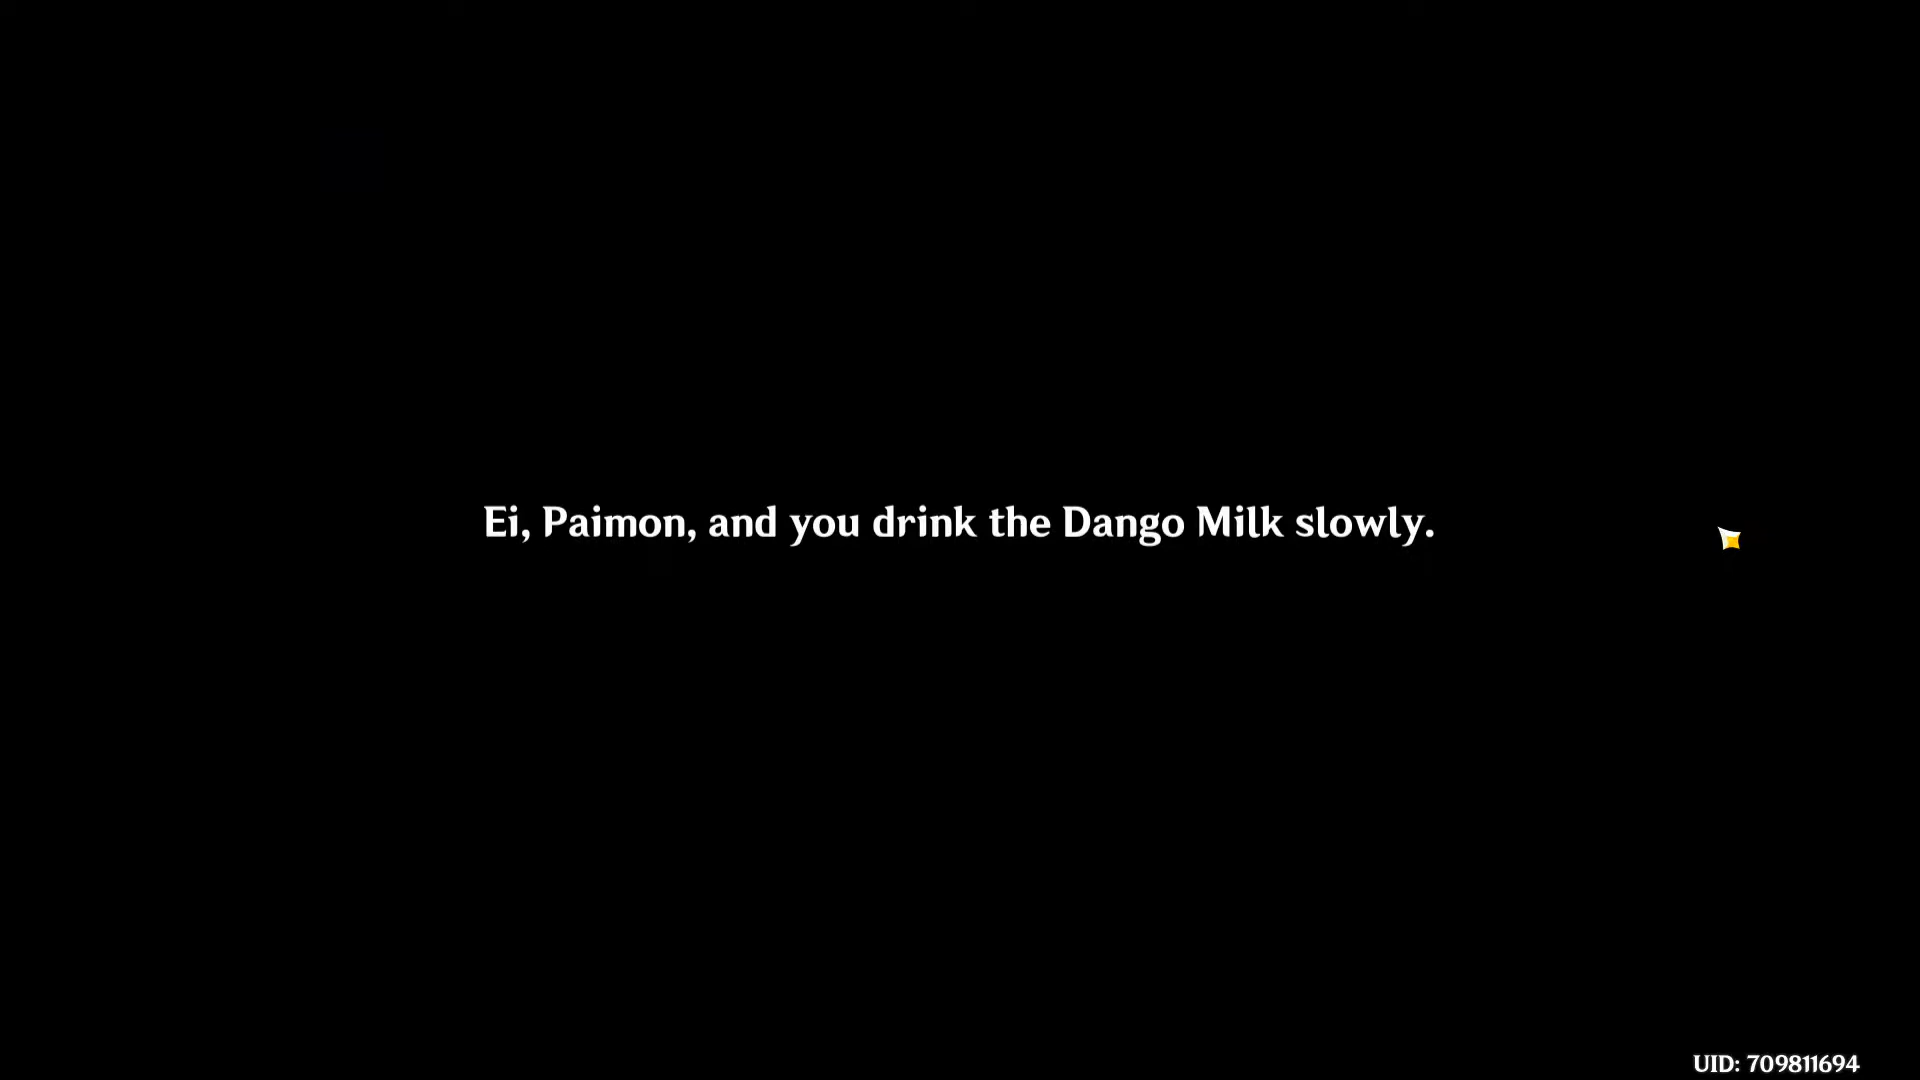 Ei, Paimon, and you drink the Dango Milk slowly.
UID: 709811694